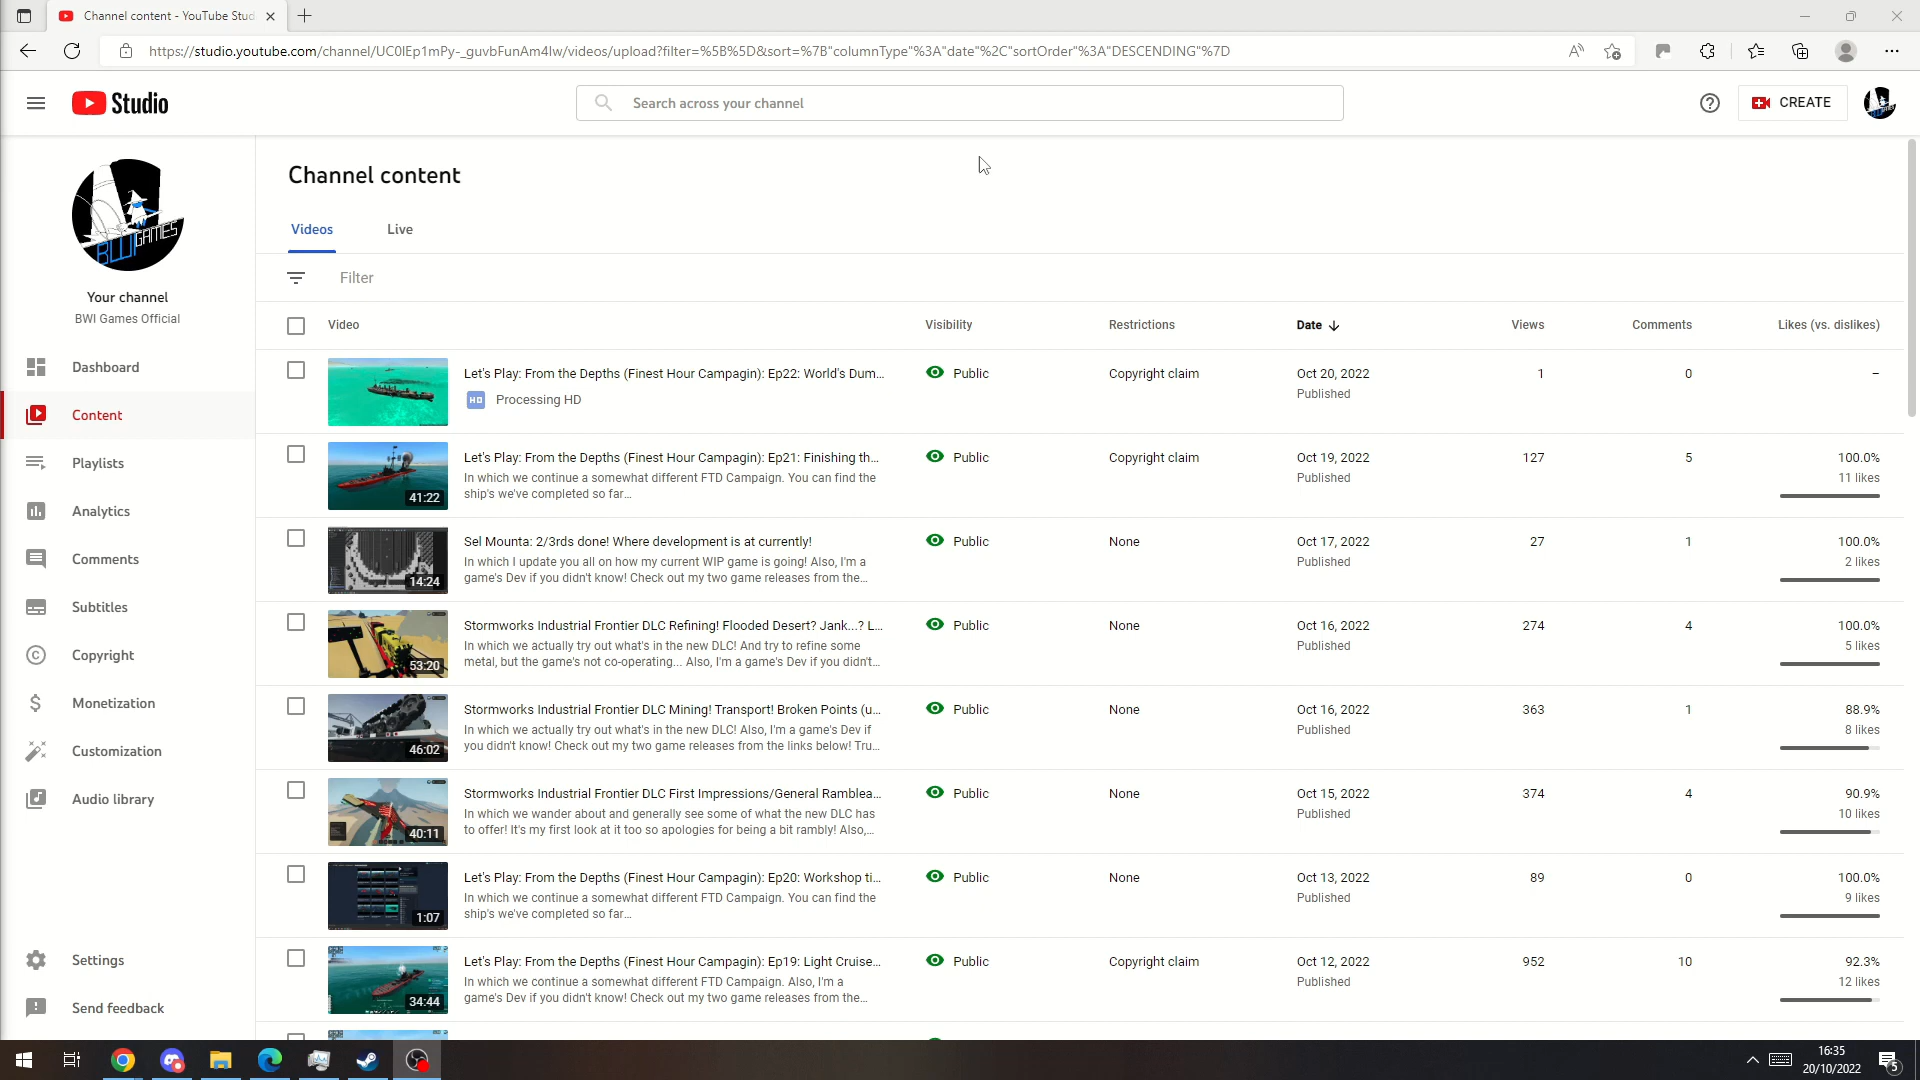 Channel content - YouTube Stud
https://studio.youtube.com/channel/UC0lEp1mPy-_guvbFunAm4lw/videos/upload?filter=%5B%5D&sort=%7B"columnType"%3A"date"%2C"sortOrder"%3A"DESCENDING"%7D
Studio
Search across your channel
CREATE
BWI GAMES
Your channel
BWI Games Official
Dashboard
Content
Playlists
Analytics
Comments
Subtitles
Copyright
Monetization
Customization
Audio library
Settings
Send feedback
Channel content
Videos
Live
Filter
Video Visibility Restrictions Date Views Comments Likes (vs. dislikes)
Let's Play: From the Depths (Finest Hour Campagin): Ep22: World's Dum... Public Copyright claim Oct 20, 2022 1 0 –
HD Processing HD Published
Let's Play: From the Depths (Finest Hour Campagin): Ep21: Finishing th... Public Copyright claim Oct 19, 2022 127 5 100.0%
In which we continue a somewhat different FTD Campaign. You can find the Published 11 likes
ship's we've completed so far...
41:22
Sel Mounta: 2/3rds done! Where development is at currently! Public None Oct 17, 2022 27 1 100.0%
In which I update you all on how my current WIP game is going! Also, I'm a Published 2 likes
game's Dev if you didn't know! Check out my two game releases from the...
14:24
Stormworks Industrial Frontier DLC Refining! Flooded Desert? Jank...? L... Public None Oct 16, 2022 274 4 100.0%
In which we actually try out what's in the new DLC! And try to refine some Published 5 likes
metal, but the game's not co-operating... Also, I'm a game's Dev if you didn't...
53:20
Stormworks Industrial Frontier DLC Mining! Transport! Broken Points (u... Public None Oct 16, 2022 363 1 88.9%
In which we actually try out what's in the new DLC! Also, I'm a game's Dev if Published 8 likes
you didn't know! Check out my two game releases from the links below! Tru...
46:02
Stormworks Industrial Frontier DLC First Impressions/General Ramblea... Public None Oct 15, 2022 374 4 90.9%
In which we wander about and generally see some of what the new DLC has Published 10 likes
to offer! It's my first look at it too so apologies for being a bit rambly! Also,...
40:11
Let's Play: From the Depths (Finest Hour Campagin): Ep20: Workshop ti... Public None Oct 13, 2022 89 0 100.0%
In which we continue a somewhat different FTD Campaign. You can find the Published 9 likes
ship's we've completed so far...
1:07
Let's Play: From the Depths (Finest Hour Campagin): Ep19: Light Cruise... Public Copyright claim Oct 12, 2022 952 10 92.3%
In which we continue a somewhat different FTD Campaign. Also, I'm a Published 12 likes
game's Dev if you didn't know! Check out my two game releases from the...
34:44
16:35
20/10/2022
5